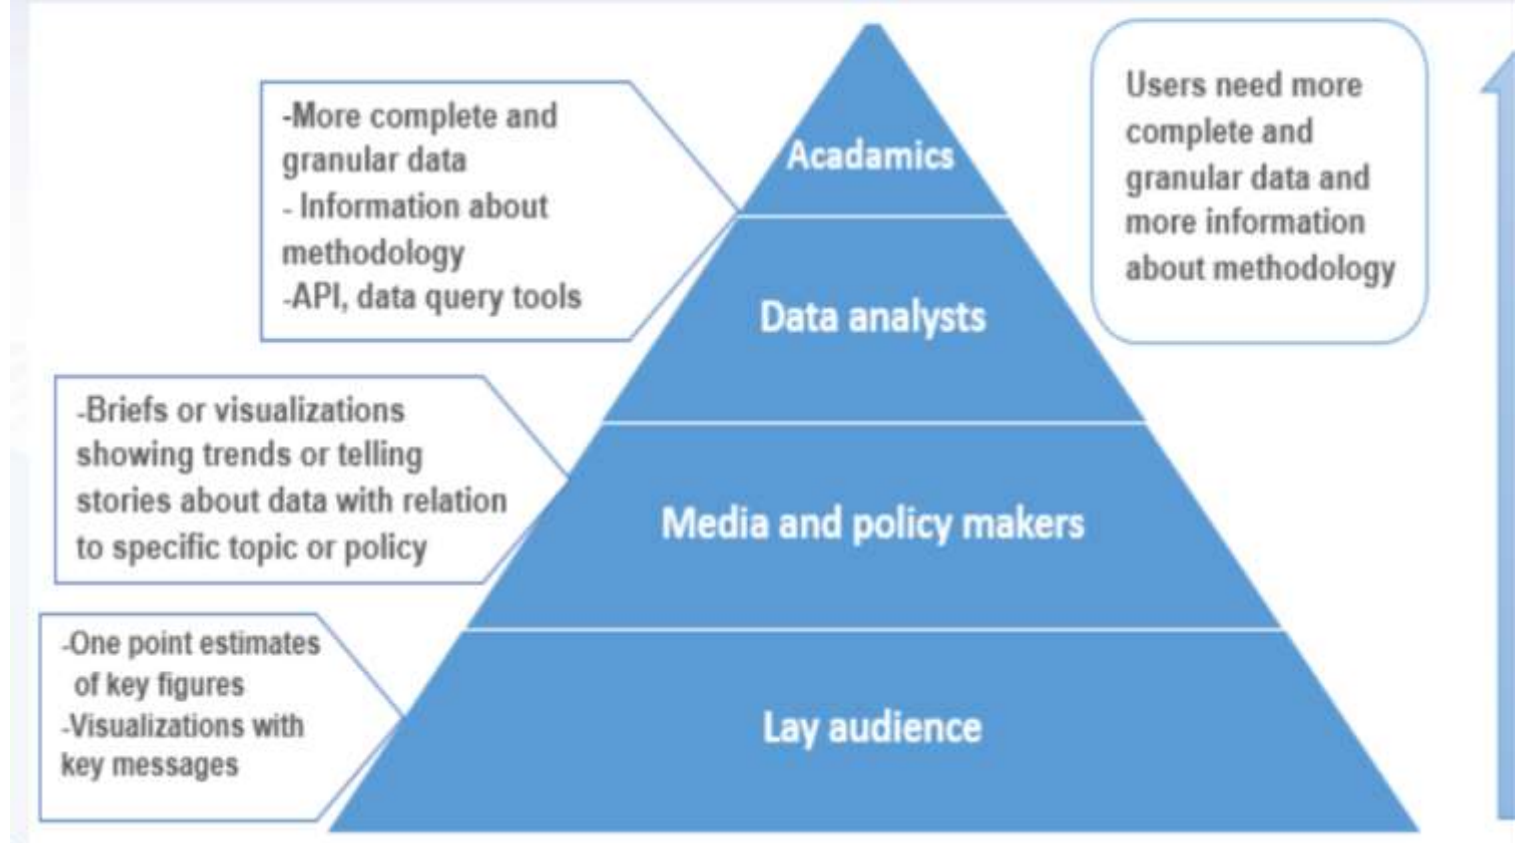 -More complete and
granular data
- Information about
methodology
-API, data query tools
-Briefs or visualizations
showing trends or telling
stories about data with relation
to specific topic or policy
-One point estimates
of key figures
-Visualizations with
key messages
Acadamics
Data analysts
Media and policy makers
Lay audience
Users need more
complete and
granular data and
more information
about methodology